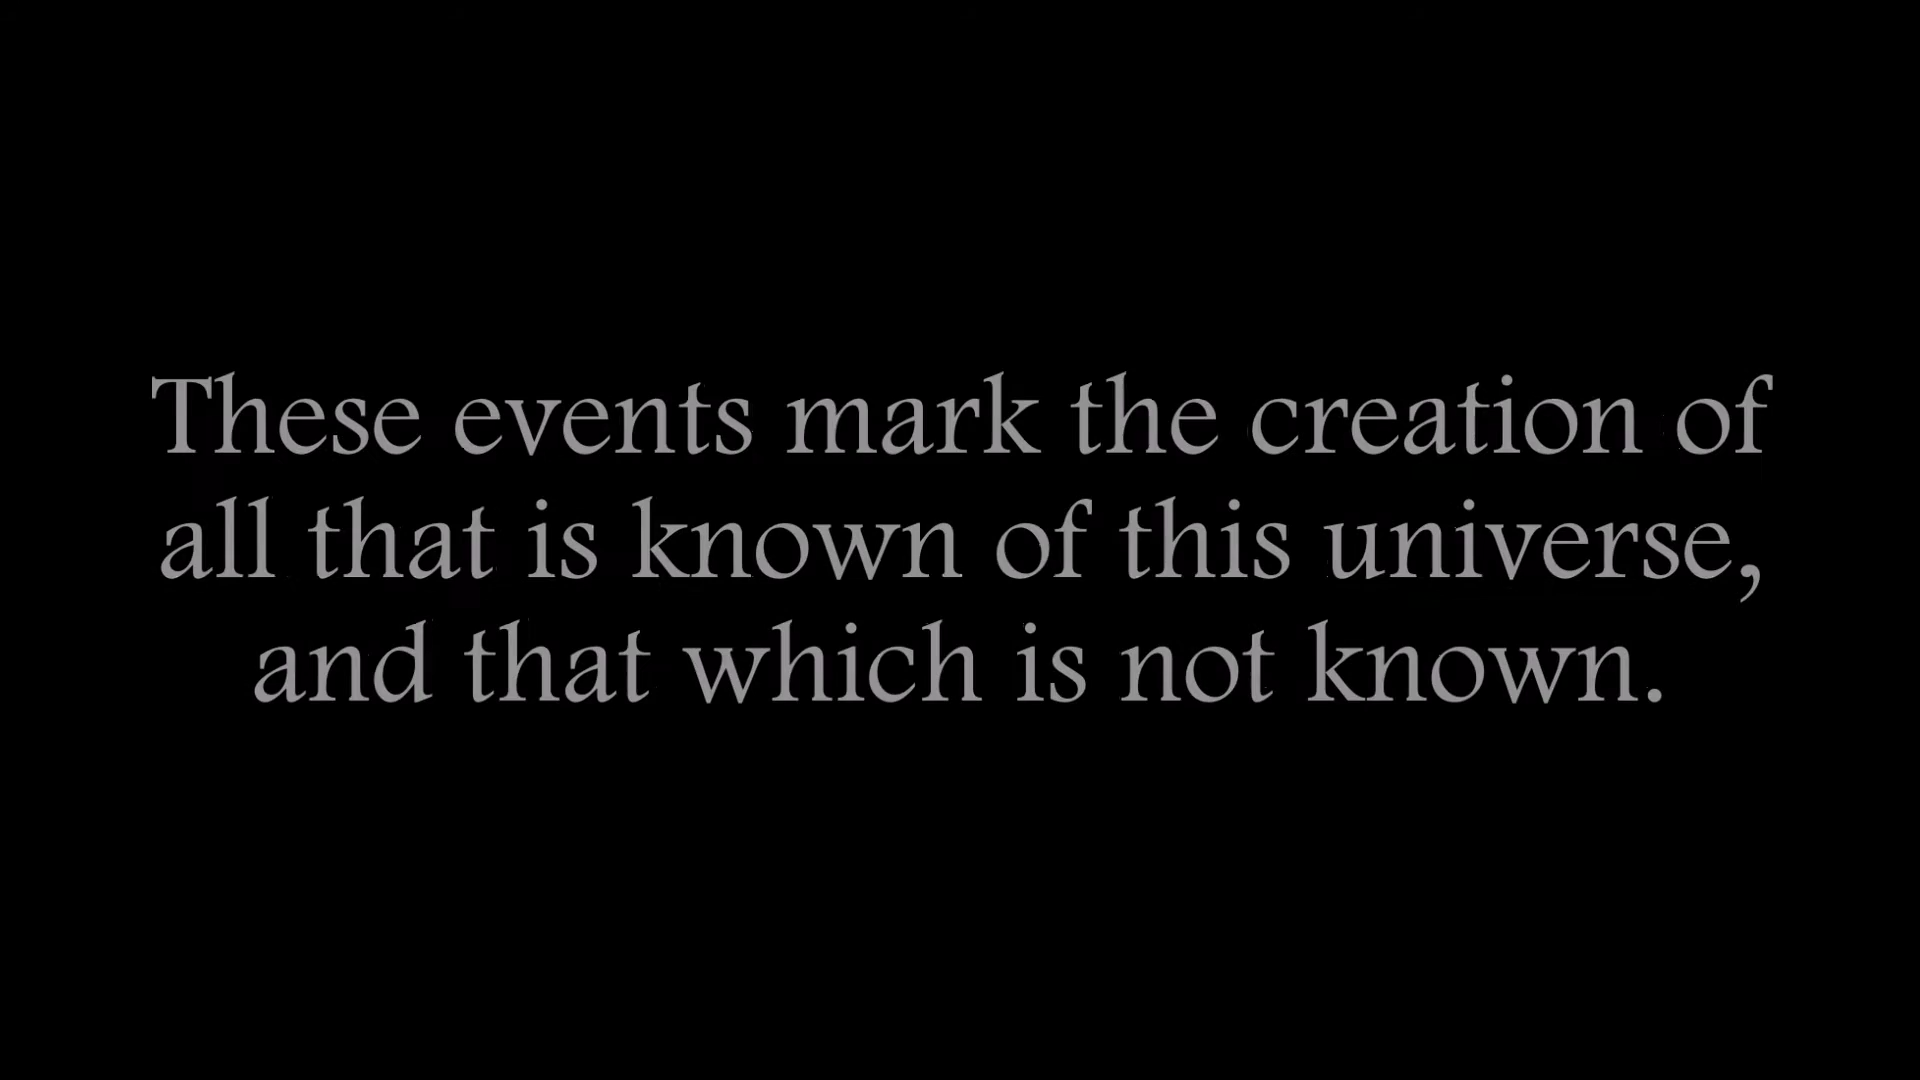 These events mark the creation of
all that is known of this universe,
and that which is not known.